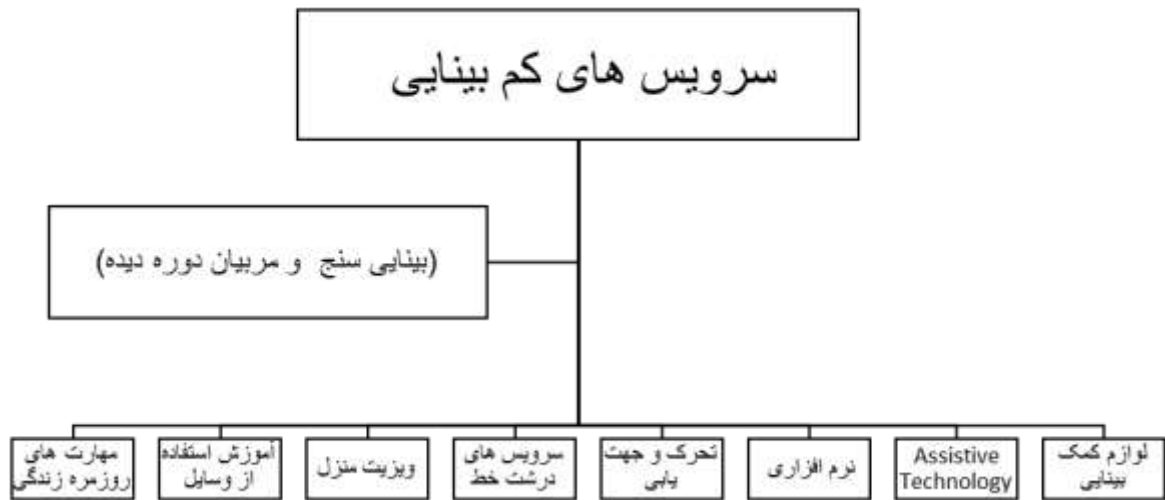 سرویس های کم بینایی
(بینایی سنج و مربیان دوره دیده)
لوازم کمک
بینایی
Assistive
Technology
نرم افزاری
تحرک و جهت
یابی
سرویس های
درشت خط
ویزیت منزل
آموزش استفاده
از وسایل
مهارت های
روزمره زندگی